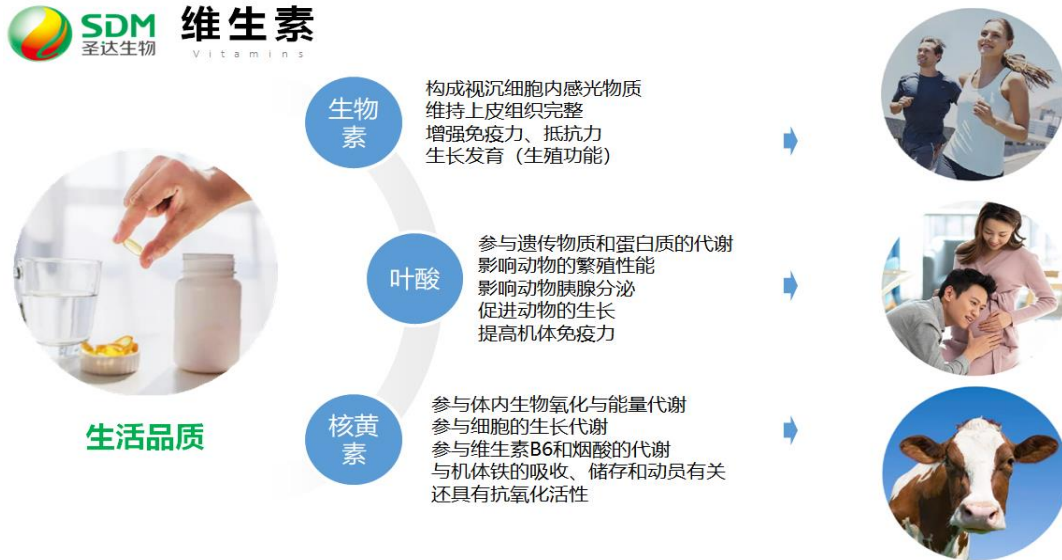 SDM
圣达生物
维生素
Vitamins
生物
素
构成视沉细胞内感光物质
维持上皮组织完整
增强免疫力、抵抗力
生长发育（生殖功能）
叶酸
参与遗传物质和蛋白质的代谢
影响动物的繁殖性能
影响动物胰腺分泌
促进动物的生长
提高机体免疫力
生活品质
核黄
素
参与体内生物氧化与能量代谢
参与细胞的生长代谢
参与维生素B6和烟酸的代谢
与机体铁的吸收、储存和动员有关
还具有抗氧化活性